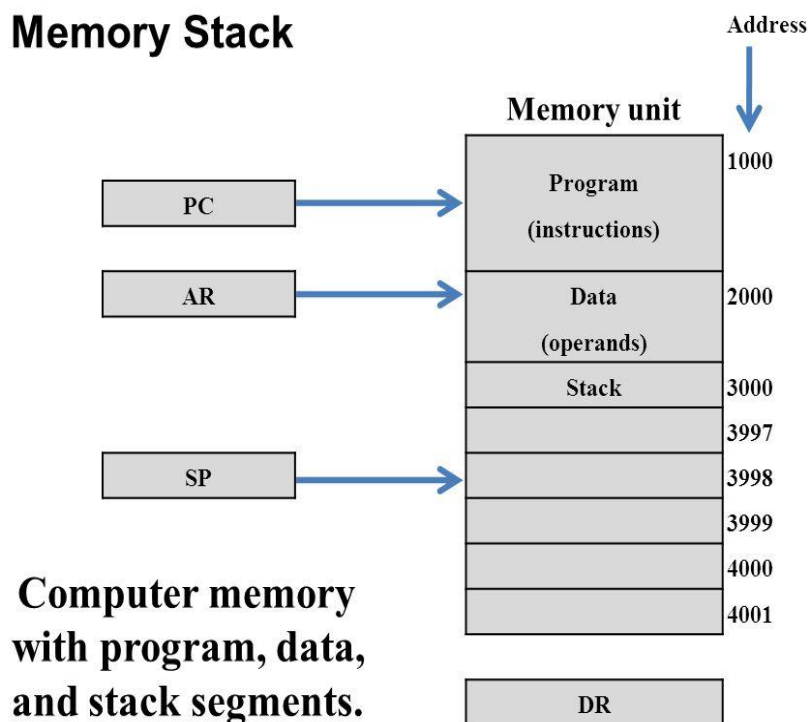 Memory Stack
Address
Memory unit
1000
PC
Program
(instructions)
AR
Data
2000
(operands)
Stack
3000
3997
SP
3998
3999
4000
4001
Computer memory
with program, data,
and stack segments.
DR